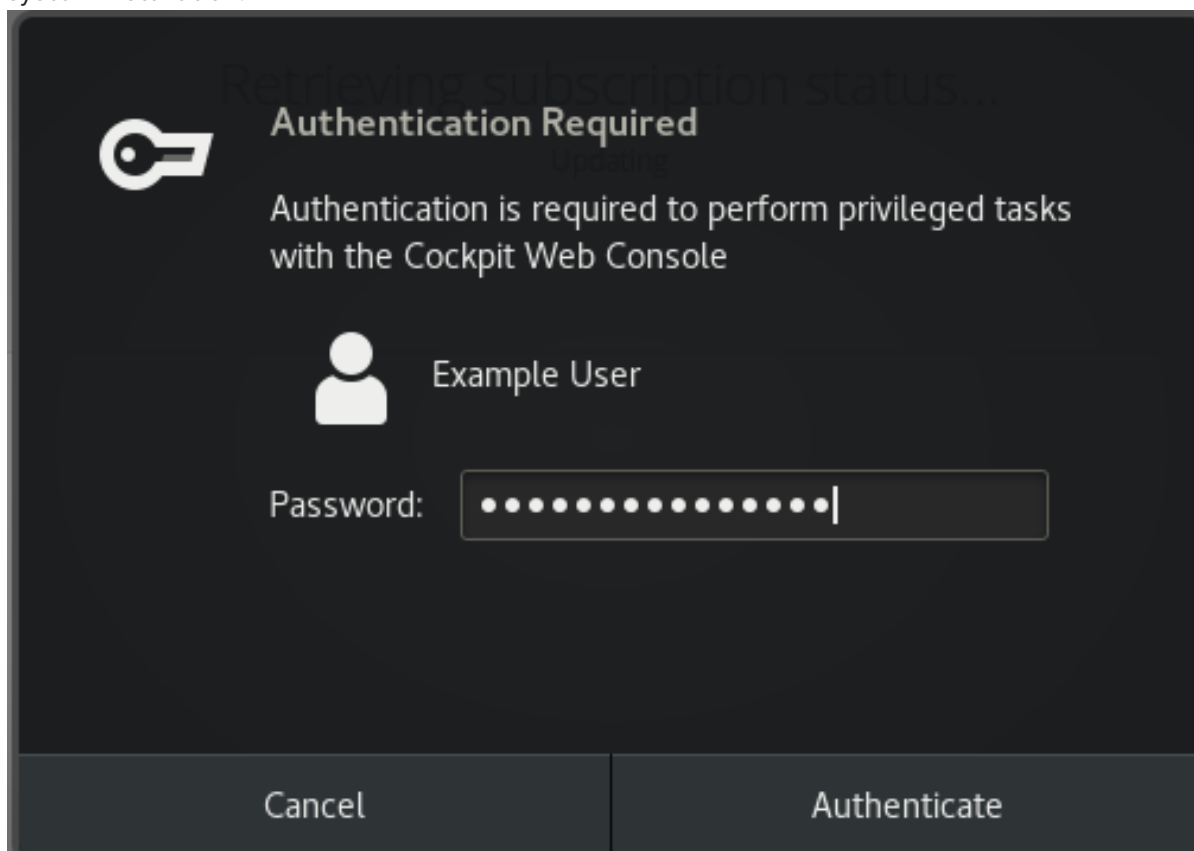 Retrieving subscription status...
Authentication Required
Updating
Authentication is required to perform privileged tasks
with the Cockpit Web Console
Example User
Password:
Cancel
Authenticate